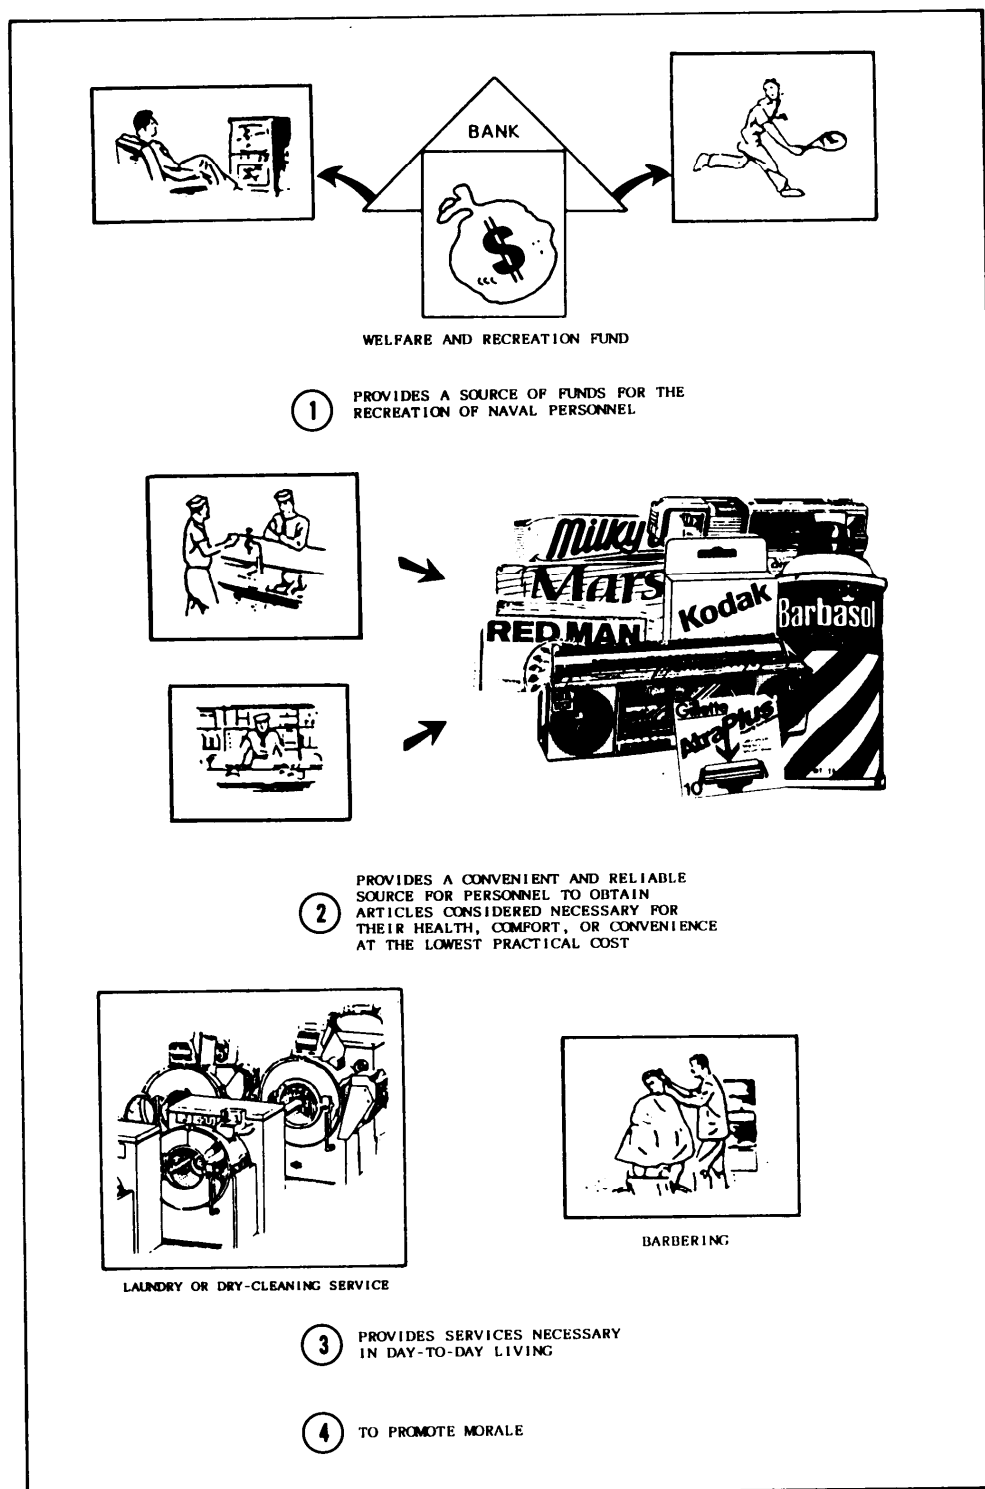 BANK
$
WELFARE AND RECREATION FUND
1
PROVIDES A SOURCE OF FUNDS FOR THE
RECREATION OF NAVAL PERSONNEL
Milky
Mars
Kodak
Barbasol
RED MAN
Gillette
Atra Plus
10
2
PROVIDES A CONVENIENT AND RELIABLE
SOURCE FOR PERSONNEL TO OBTAIN
ARTICLES CONSIDERED NECESSARY FOR
THEIR HEALTH, COMFORT, OR CONVENIENCE
AT THE LOWEST PRACTICAL COST
BARBERING
LAUNDRY OR DRY-CLEANING SERVICE
3
PROVIDES SERVICES NECESSARY
IN DAY-TO-DAY LIVING
4
TO PROMOTE MORALE